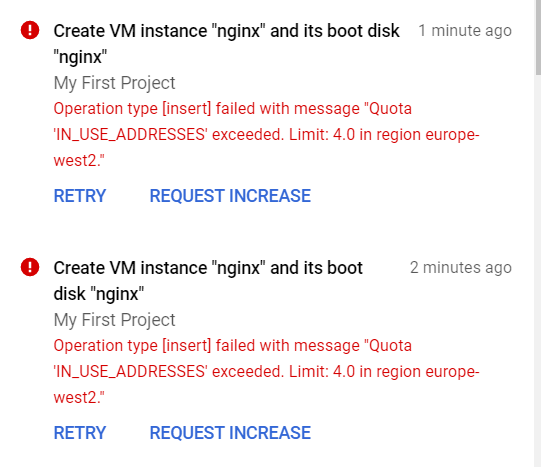 Create VM instance "nginx" and its boot disk 1 minute ago
"nginx"
My First Project
Operation type [insert] failed with message "Quota
'IN_USE_ADDRESSES' exceeded. Limit: 4.0 in region europe-
west2."
RETRY REQUEST INCREASE
Create VM instance "nginx" and its boot 2 minutes ago
disk "nginx"
My First Project
Operation type [insert] failed with message "Quota
'IN_USE_ADDRESSES' exceeded. Limit: 4.0 in region europe-
west2."
RETRY REQUEST INCREASE